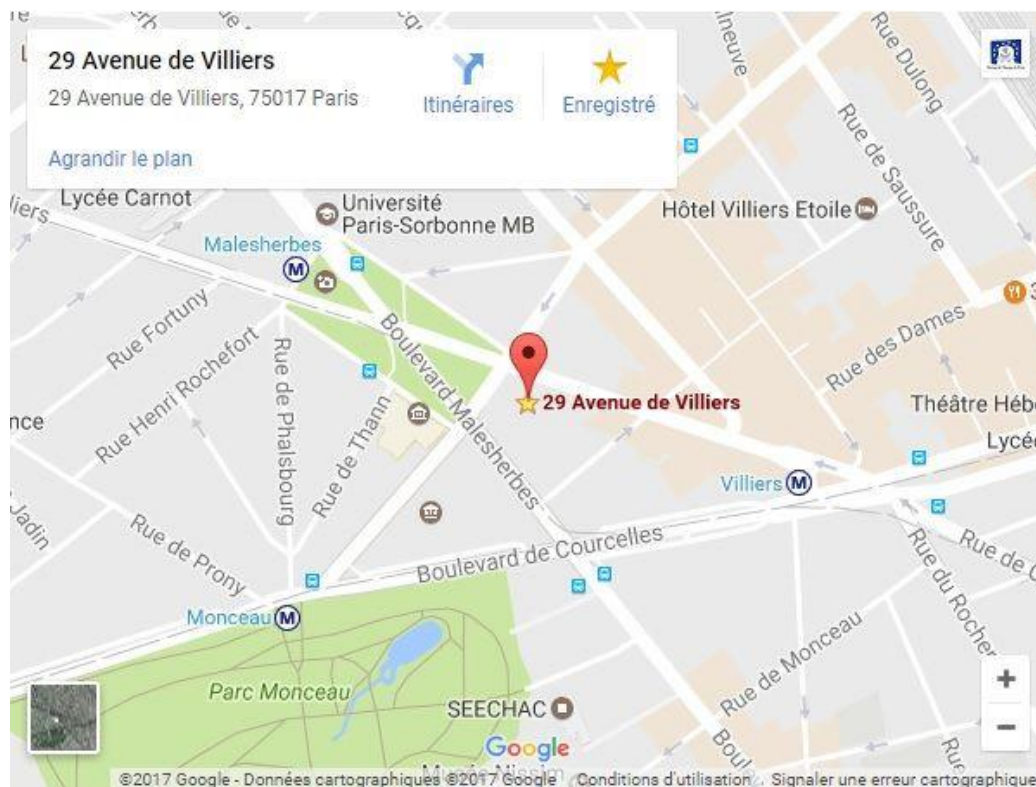 29 Avenue de Villiers
29 Avenue de Villiers, 75017 Paris
Itinéraires
Enregistré
Agrandir le plan
Rue Dulong
Rue de Saussure
Lycée Carnot
Université
Paris-Sorbonne MB
Hôtel Villiers Etoile
Malesherbes
M
Rue Fortuny
Boulevard Malesherbes
Rue des Dames
Rue Henri Rochefort
Rue de Phalsbourg
Rue de Thann
29 Avenue de Villiers
Théâtre Héb
Lycé
Villiers
M
Jadin
Rue de Prony
Boulevard de Courcelles
Rue du Rocher
Monceau
M
Rue de Monceau
Parc Monceau
SEECHAC
Google
+
−
©2017 Google - Données cartographiques ©2017 Google
Conditions d'utilisation
Signaler une erreur cartographique